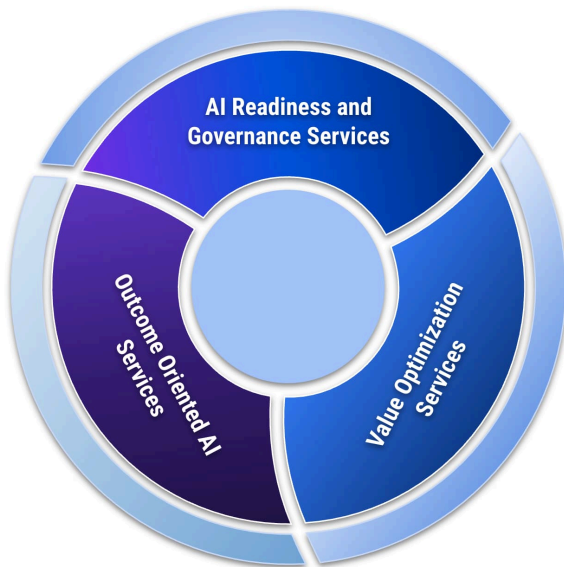 AI Readiness and
Governance Services
Value Optimization
Services
Outcome Oriented AI
Services